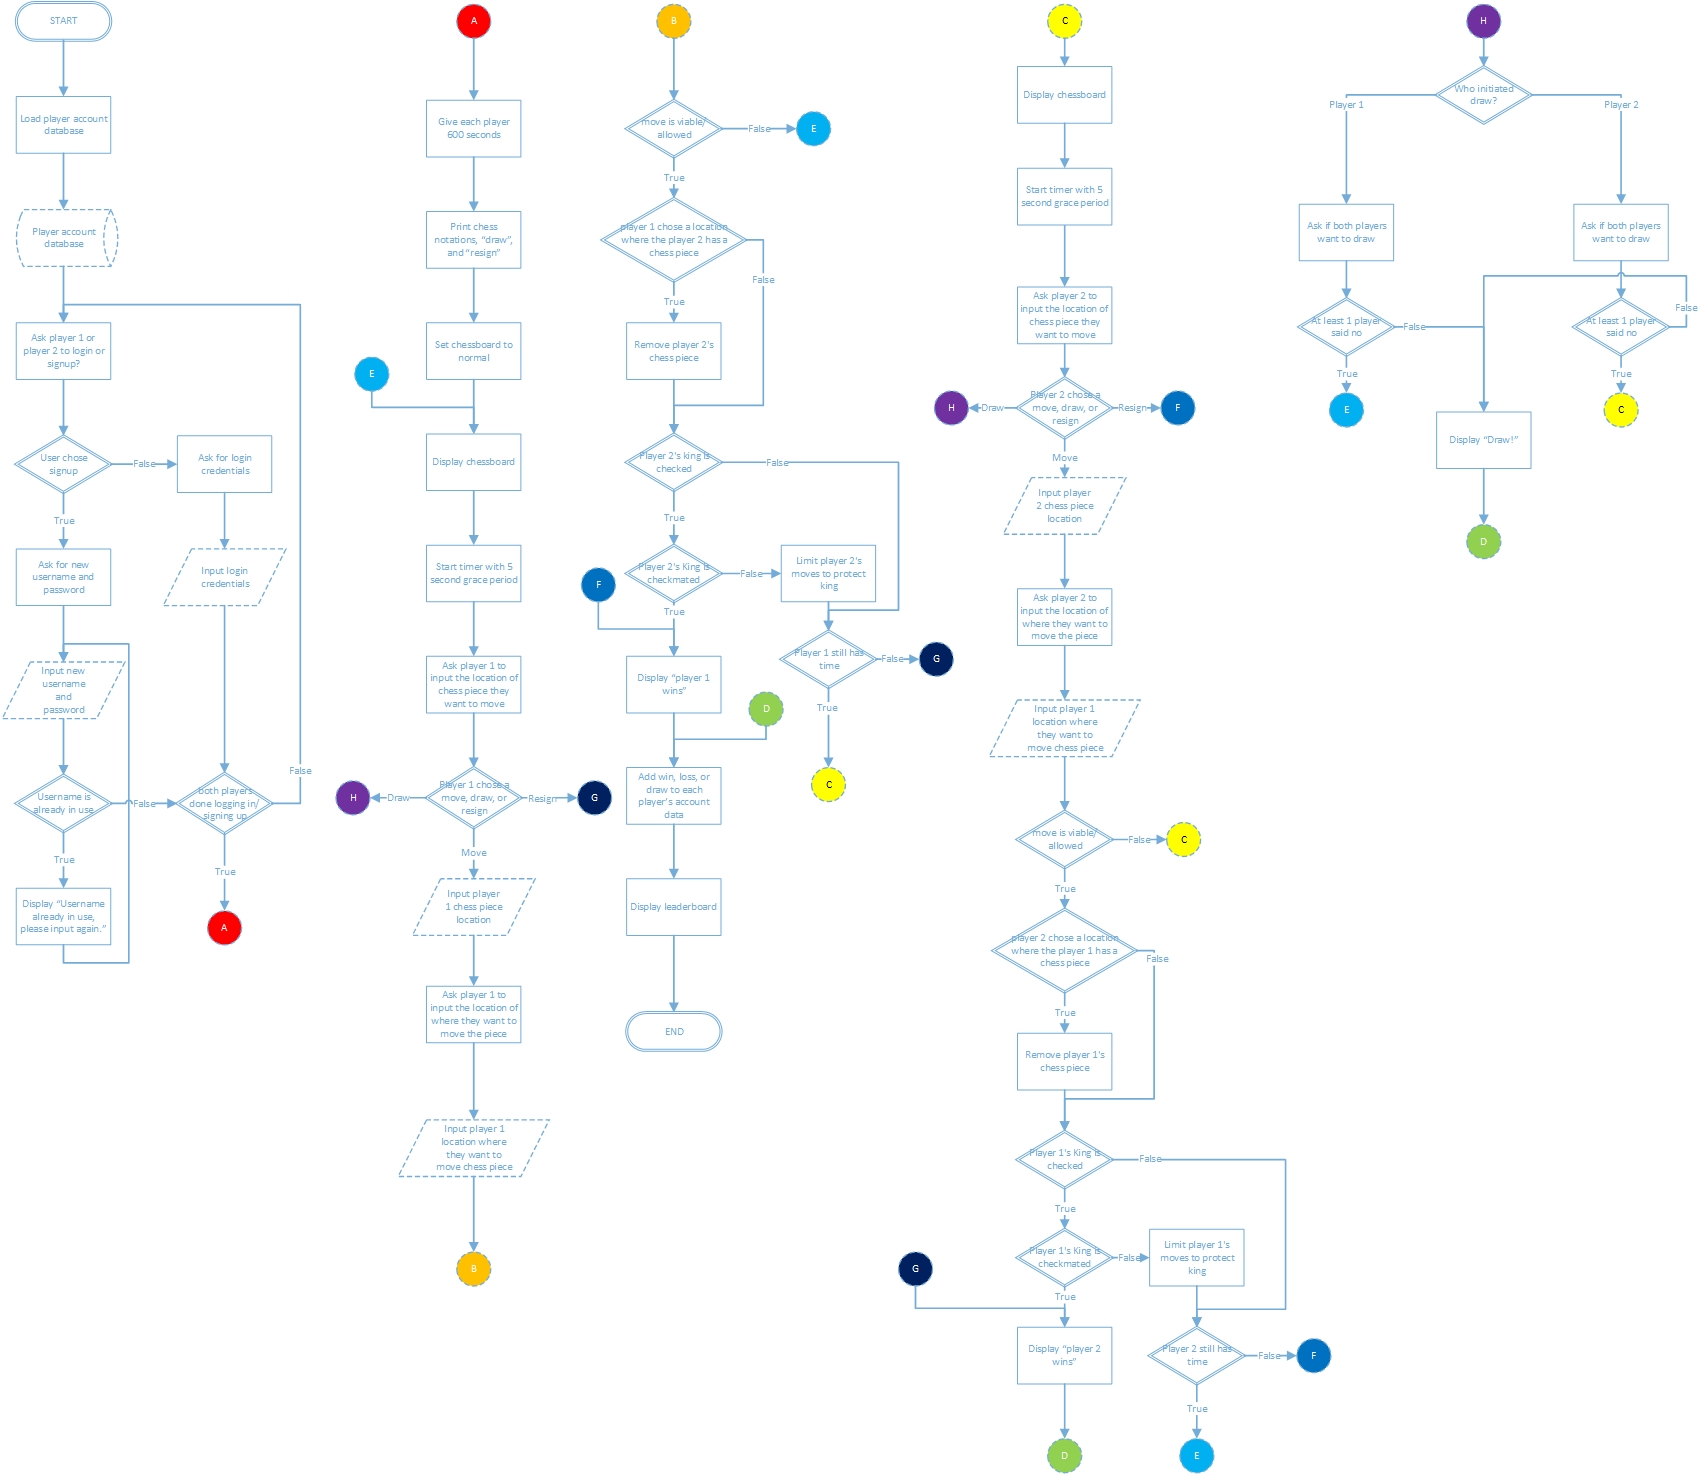 START
Load player account
database
Player account
database
Ask player 1 or
player 2 to login or
signup?
User chose
signup
False
Ask for login
credentials
True
Ask for new
username and
password
Input login
credentials
Input new
username
and
password
Username is
already in use
False
both players
done logging in/
signing up
False
True
True
Display “Username
already in use,
please input again.”
A
A
Give each player
600 seconds
Print chess
notations, “draw”,
and “resign”
Set chessboard to
normal
E
Display chessboard
Start timer with 5
second grace period
Ask player 1 to
input the location of
chess piece they
want to move
H
Draw
Player 1 chose a
move, draw, or
resign
Resign
G
Move
Input player
1 chess piece
location
Ask player 1 to
input the location of
where they want to
move the piece
Input player 1
location where
they want to
move chess piece
B
B
move is viable/
allowed
False
E
True
player 1 chose a location
where the player 2 has a
chess piece
False
True
Remove player 2's
chess piece
Player 2's king is
checked
False
True
Player 2's King is
checkmated
False
Limit player 2's
moves to protect
king
F
True
Player 1 still has
time
False
G
Display “player 1
wins”
D
True
C
Add win, loss, or
draw to each
player’s account
data
Display leaderboard
END
C
Display chessboard
Start timer with 5
second grace period
Ask player 2 to
input the location of
chess piece they
want to move
H
Draw
Player 2 chose a
move, draw, or
resign
Resign
F
Move
Input player
2 chess piece
location
Ask player 2 to
input the location of
where they want to
move the piece
Input player 1
location where
they want to
move chess piece
move is viable/
allowed
False
C
True
player 2 chose a location
where the player 1 has a
chess piece
False
True
Remove player 1's
chess piece
Player 1's King is
checked
False
True
Player 1's King is
checkmated
False
Limit player 1's
moves to protect
king
G
True
Display “player 2
wins”
Player 2 still has
time
False
F
True
D
E
H
Who initiated
draw?
Player 1
Player 2
Ask if both players
want to draw
Ask if both players
want to draw
At least 1 player
said no
False
At least 1 player
said no
False
True
True
E
C
Display “Draw!”
D